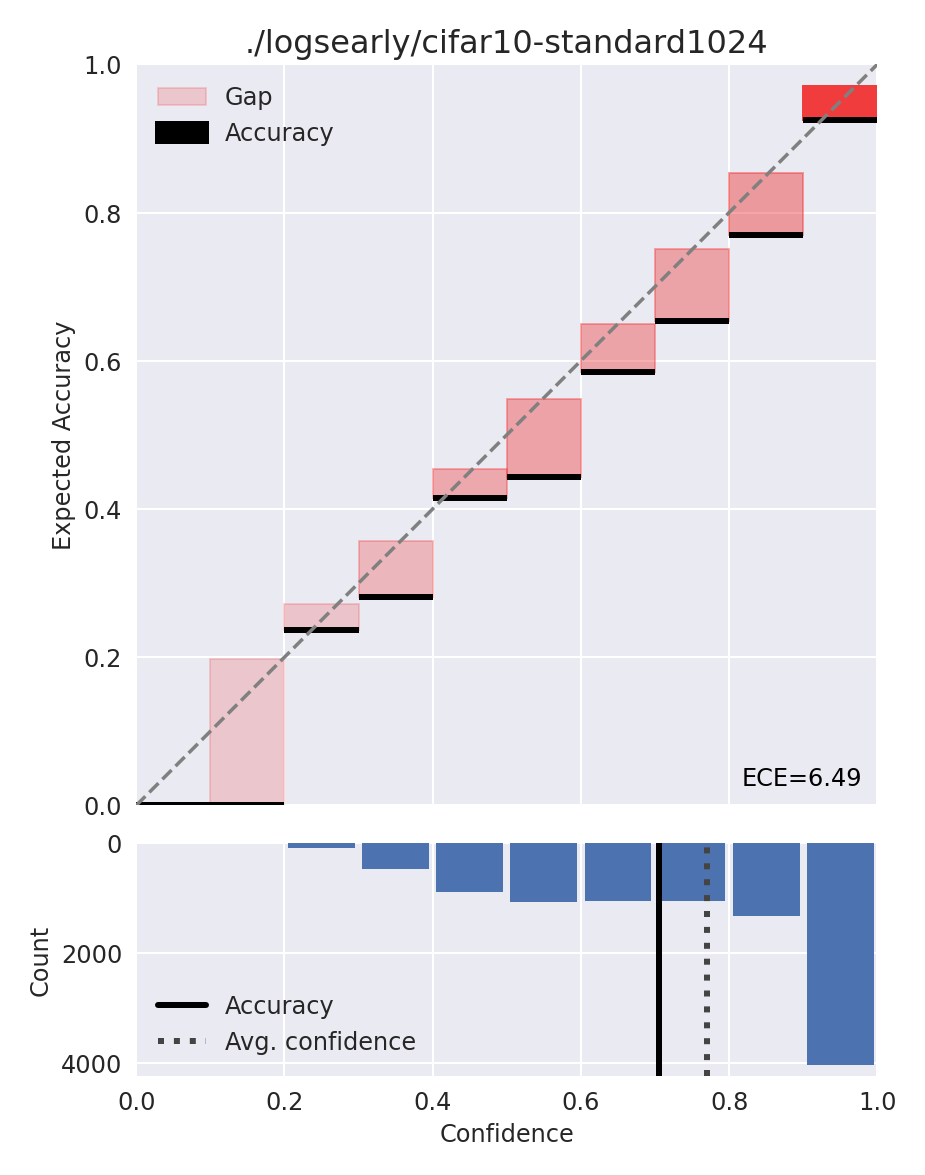 ./logsearly/cifar10-standard1024
1.0
Gap
Accuracy
0.8
0.6
Expected Accuracy
0.4
0.2
ECE=6.49
0.0
0
2000
Count
Accuracy
Avg. confidence
4000
0.0 0.2 0.4 0.6 0.8 1.0
Confidence